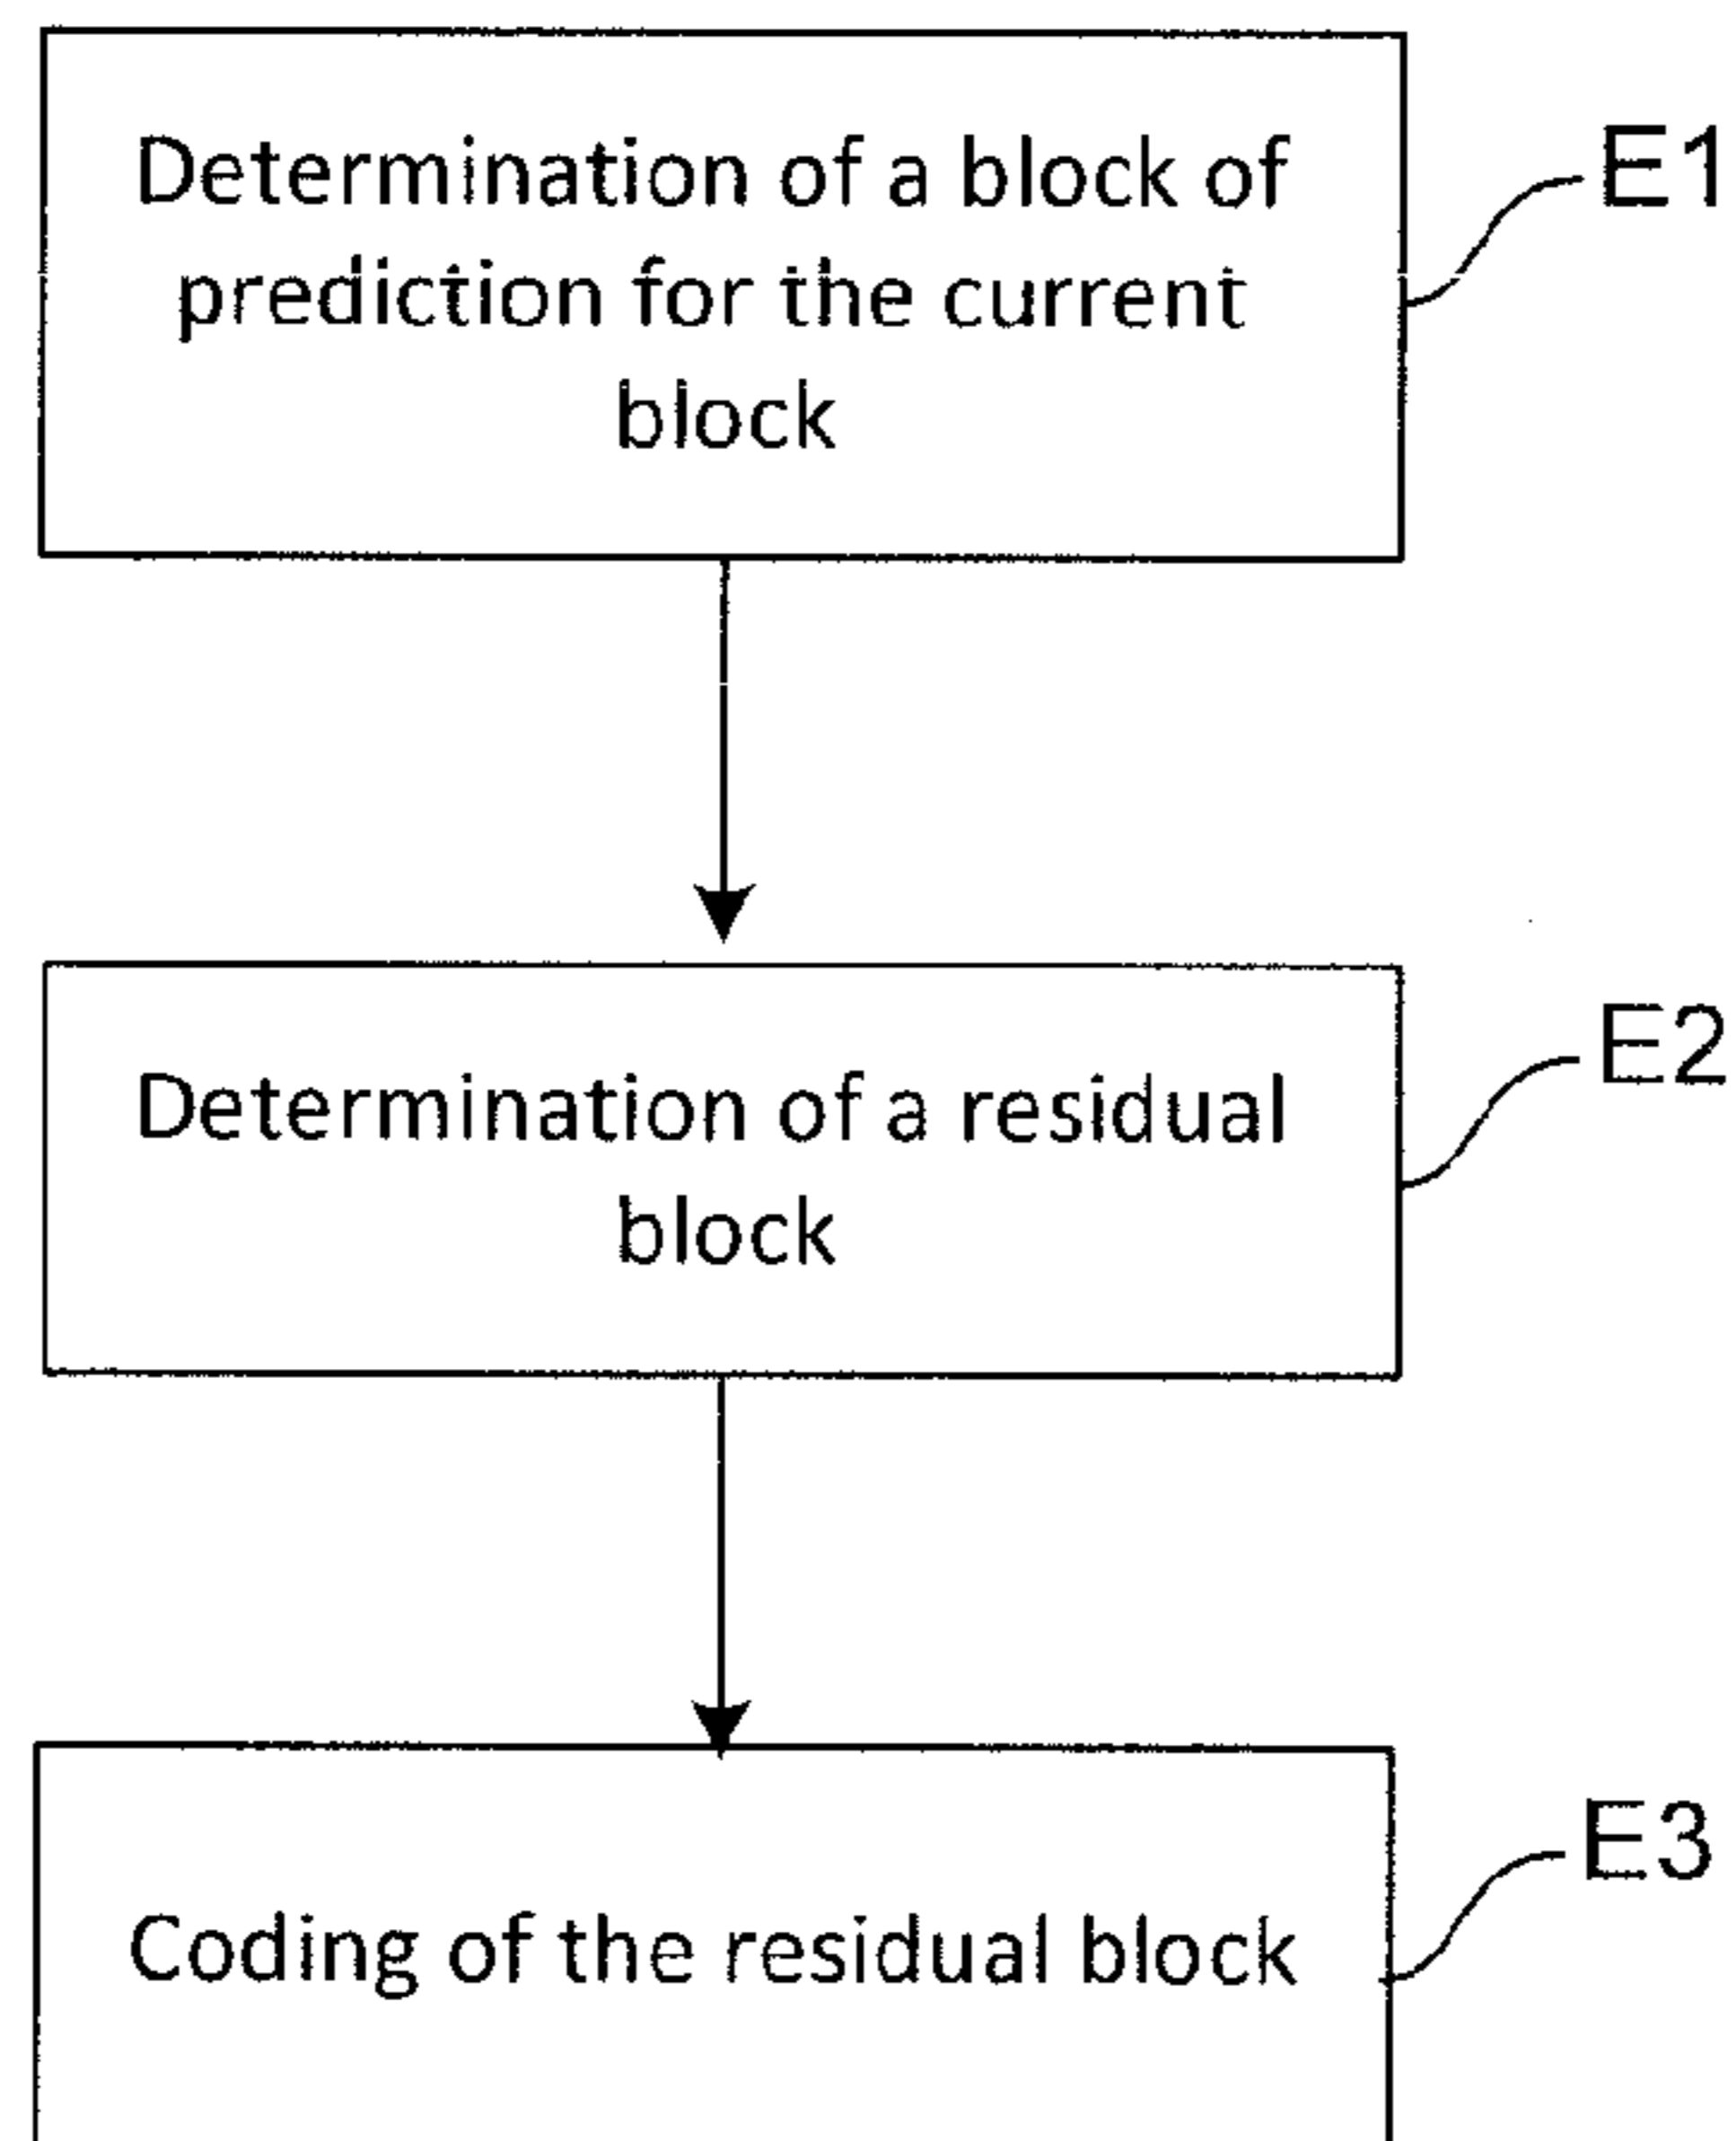 Determination of a block of
prediction for the current
block
E1
Determination of a residual
block
E2
Coding of the residual block
E3